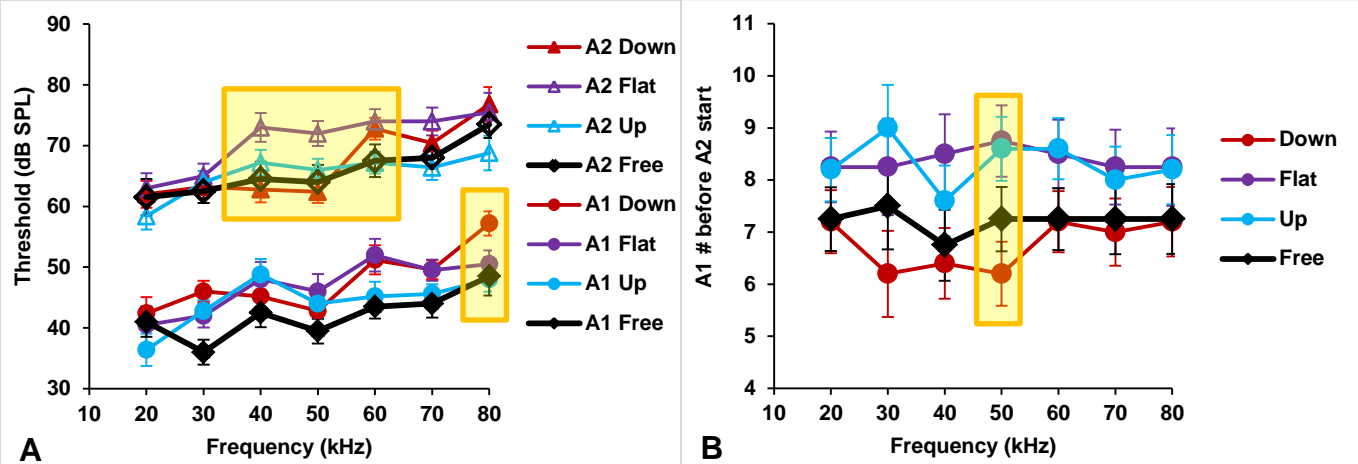 Threshold (dB SPL)
90
80
70
60
50
40
30
10 20 30 40 50 60 70 80
Frequency (kHz)
A
A2 Down
A2 Flat
A2 Up
A2 Free
A1 Down
A1 Flat
A1 Up
A1 Free
A1 # before A2 start
11
10
9
8
7
6
5
4
10 20 30 40 50 60 70 80
Frequency (kHz)
B
Down
Flat
Up
Free